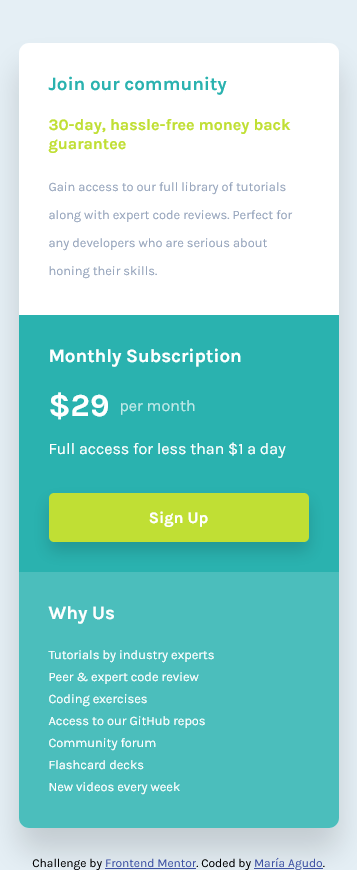 Join our community
30-day, hassle-free money back
guarantee
Gain access to our full library of tutorials
along with expert code reviews. Perfect for
any developers who are serious about
honing their skills.
Monthly Subscription
$29 per month
Full access for less than $1 a day
Sign Up
Why Us
Tutorials by industry experts
Peer & expert code review
Coding exercises
Access to our GitHub repos
Community forum
Flashcard decks
New videos every week
Challenge by Frontend Mentor. Coded by María Agudo.